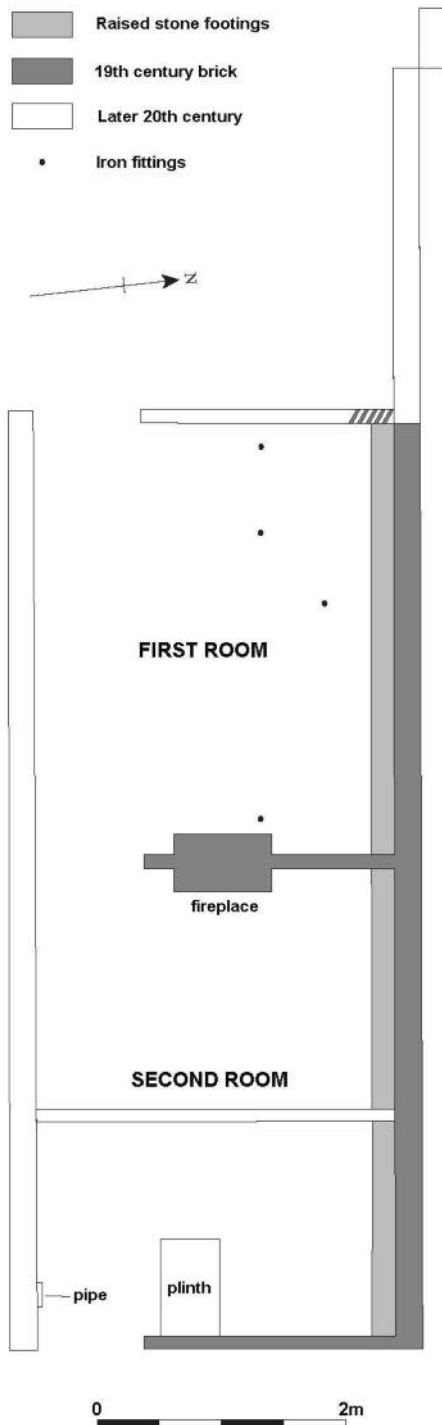 Raised stone footings
19th century brick
Later 20th century
Iron fittings
N
FIRST ROOM
fireplace
SECOND ROOM
pipe
plinth
0 2m